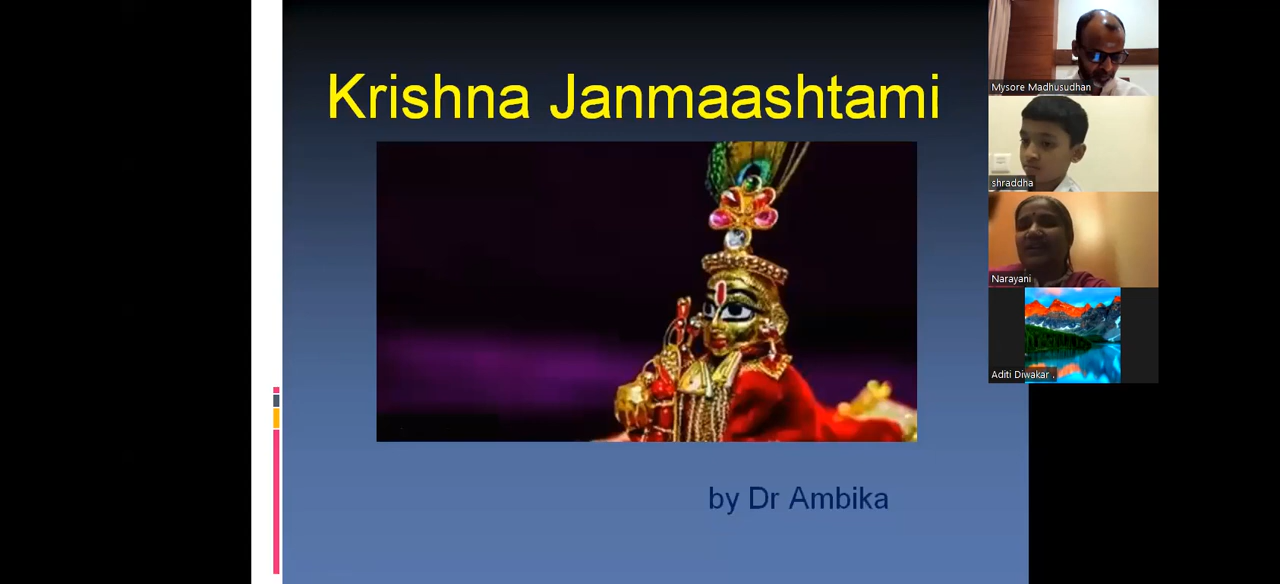 Krishna Janmaashtami
by Dr Ambika
Mysore Madhusudhan
shraddha
Narayani
Aditi Diwakar .